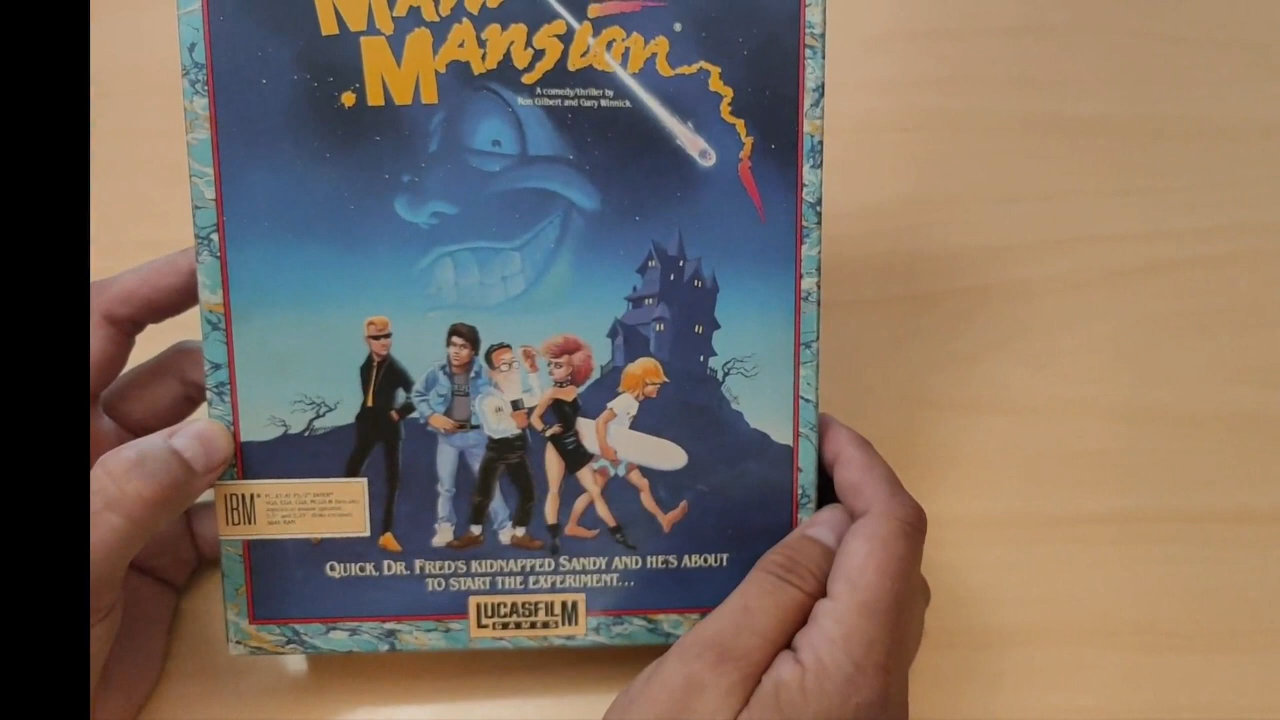 MANI
MANSION
A comedy/thriller by
Ron Gilbert and Gary Winnick.
IBM
QUICK, DR. FRED'S KIDNAPPED SANDY AND HE'S ABOUT
TO START THE EXPERIMENT...
LUCASFILM
GAMES